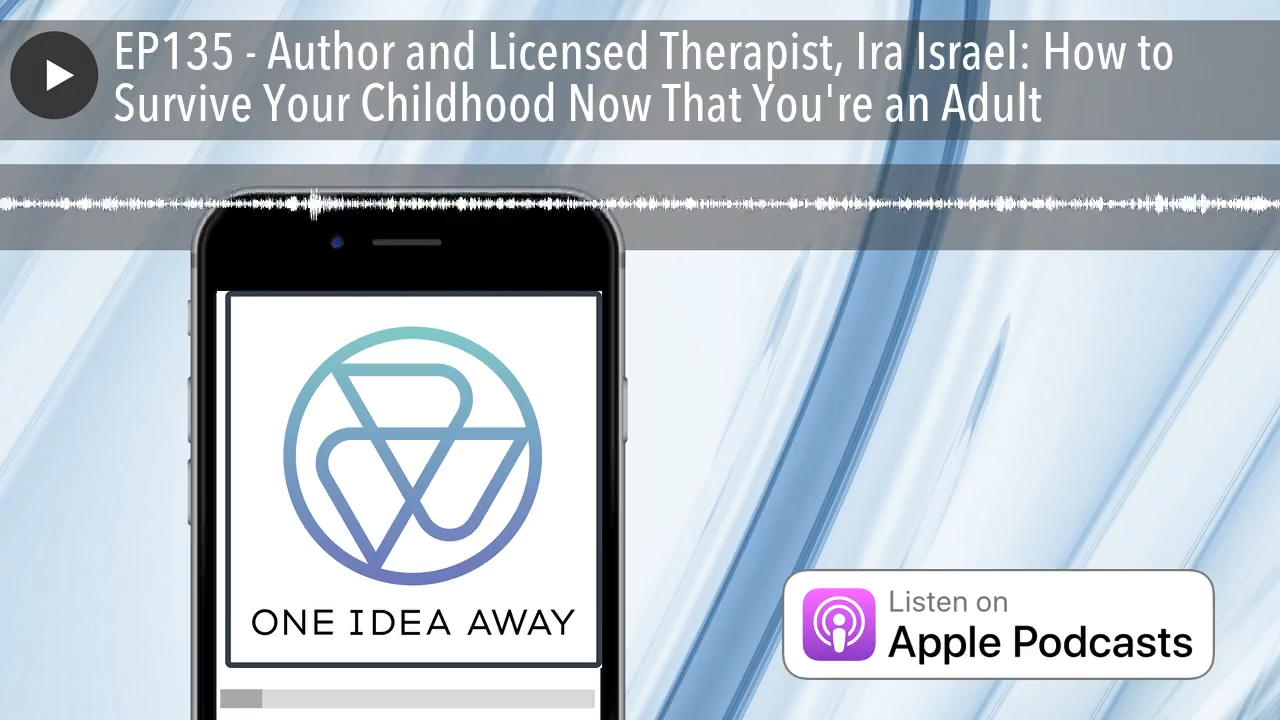 EP135 - Author and Licensed Therapist, Ira Israel: How to
Survive Your Childhood Now That You're an Adult
ONE IDEA AWAY
Listen on
Apple Podcasts